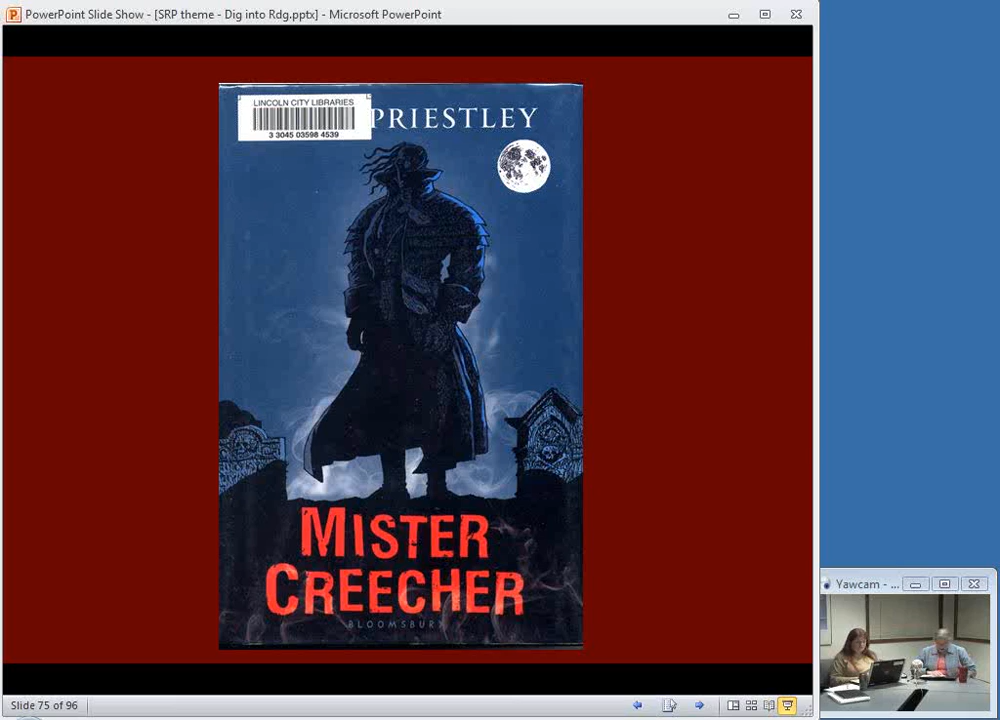 PowerPoint Slide Show - [SRP theme - Dig into Rdg.pptx] - Microsoft PowerPoint
LINCOLN CITY LIBRARIES
3 3045 03598 4539
PRIESTLEY
MISTER
CREECHER
BLOOMSBURY
Yawcam - ...
Slide 75 of 96